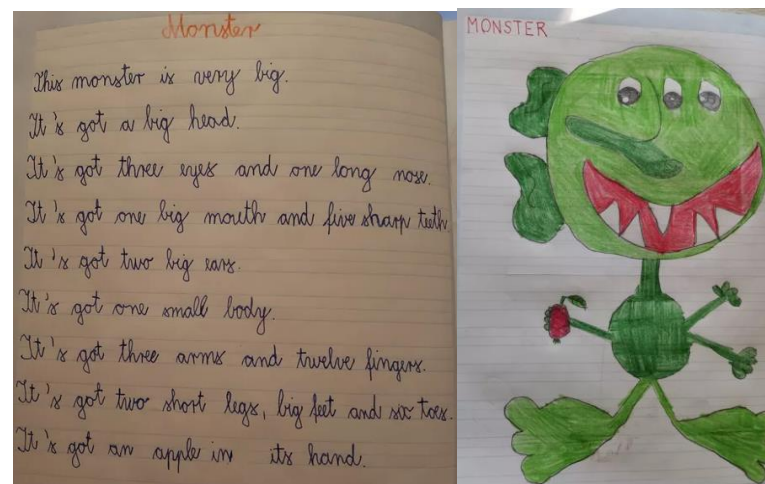 Monster
This monster is very big.
It's got a big head.
It's got three eyes and one long nose.
It's got one big mouth and five sharp teeth.
It's got two big ears.
It's got one small body.
It's got three arms and twelve fingers.
It's got two short legs, big feet and six toes.
It's got an apple in its hand.
MONSTER